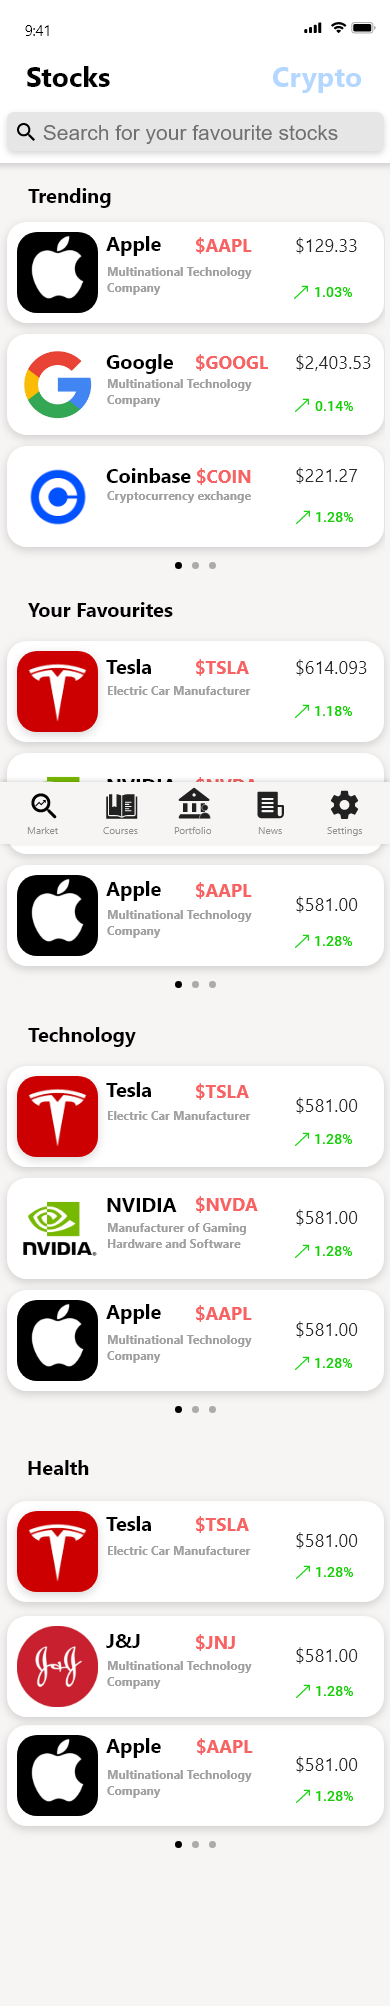 9:41
Stocks Crypto
Search for your favourite stocks
Trending
Apple $AAPL $129.33
Multinational Technology
Company
1.03%
Google $GOOGL $2,403.53
Multinational Technology
Company
0.14%
Coinbase $COIN $221.27
Cryptocurrency exchange
1.28%
Your Favourites
Tesla $TSLA $614.093
Electric Car Manufacturer
1.18%
NVIDIA $NVDA
Market Courses Portfolio News Settings
Apple $AAPL $581.00
Multinational Technology
Company
1.28%
Technology
Tesla $TSLA $581.00
Electric Car Manufacturer
1.28%
NVIDIA $NVDA $581.00
Manufacturer of Gaming
Hardware and Software
NVIDIA.
1.28%
Apple $AAPL $581.00
Multinational Technology
Company
1.28%
Health
Tesla $TSLA $581.00
Electric Car Manufacturer
1.28%
J&J $JNJ $581.00
J&J
Multinational Technology
Company
1.28%
Apple $AAPL $581.00
Multinational Technology
Company
1.28%